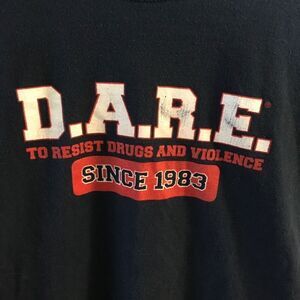 D.A.R.E.®
TO RESIST DRUGS AND VIOLENCE
SINCE 1983